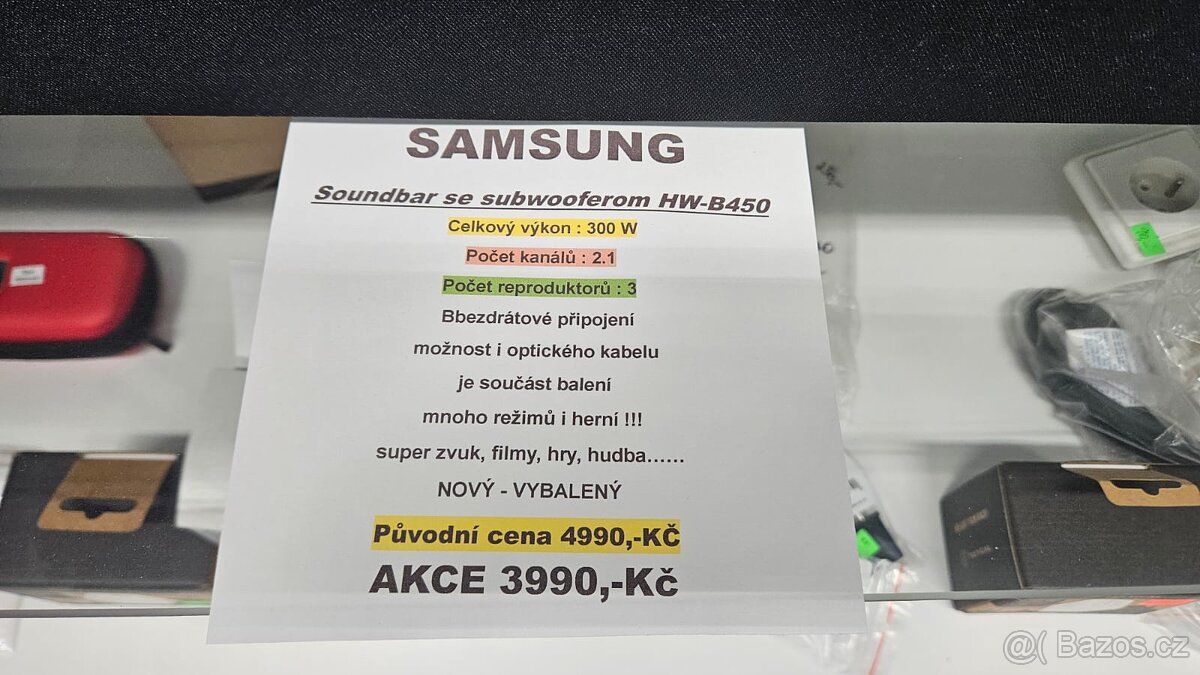 SAMSUNG
Soundbar se subwooferom HW-B450
Celkový výkon : 300 W
Počet kanálů : 2.1
Počet reproduktorů : 3
Bbezdrátové připojení
možnost i optického kabelu
je součást balení
mnoho režimů i herní !!!
super zvuk, filmy, hry, hudba......
NOVÝ - VYBALENÝ
Původní cena 4990,-KČ
AKCE 3990,-Kč
@( Bazos.cz